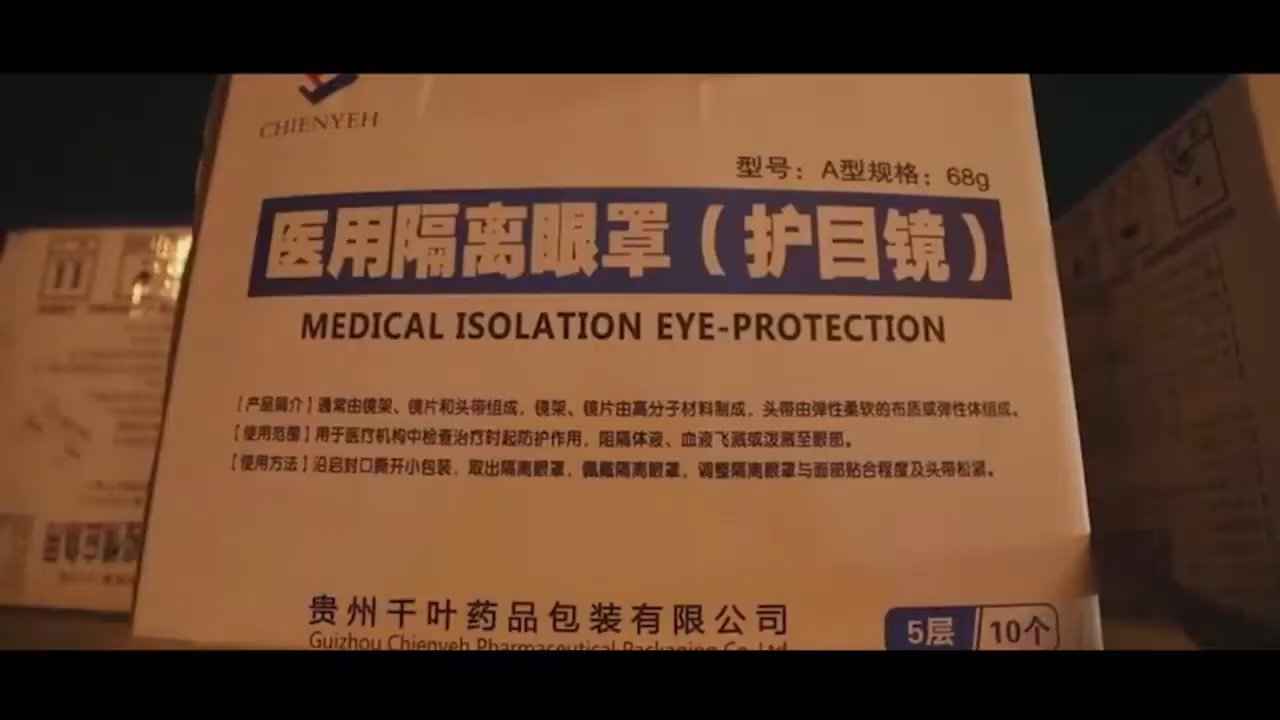 CHIENYEH
型号：A型规格：68g
医用隔离眼罩（护目镜）
MEDICAL ISOLATION EYE-PROTECTION
【产品简介】通常由镜架、镜片和头带组成，镜架、镜片由高分子材料制成，头带由弹性柔软的布质或弹性体组成。
【使用范围】用于医疗机构中检查治疗时起防护作用，阻隔体液、血液飞溅或泼溅至眼部。
【使用方法】沿启封口撕开小包装，取出隔离眼罩，佩戴隔离眼罩，调整隔离眼罩与面部贴合程度及头带松紧。
贵州千叶药品包装有限公司
Guizhou Chienyeh Pharmaceutical Packaging Co.,Ltd
5层 10个